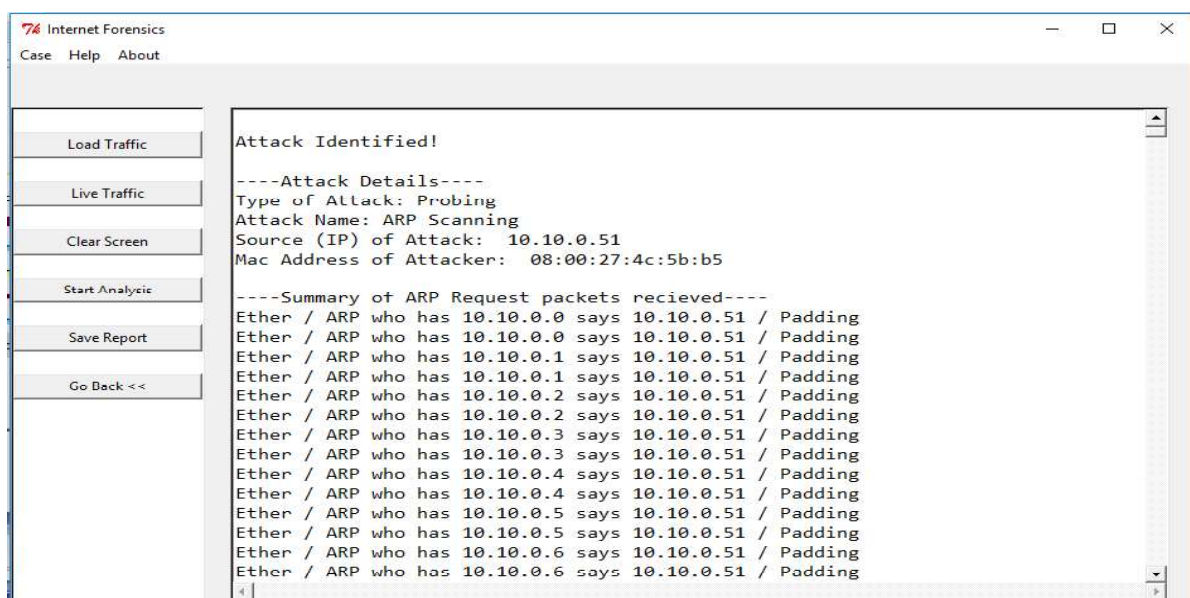 Internet Forensics
Case Help About
Load Traffic
Live Traffic
Clear Screen
Start Analysis
Save Report
Go Back <<
Attack Identified!
----Attack Details----
Type of Attack: Probing
Attack Name: ARP Scanning
Source (IP) of Attack: 10.10.0.51
Mac Address of Attacker: 08:00:27:4c:5b:b5
----Summary of ARP Request packets recieved----
Ether / ARP who has 10.10.0.0 says 10.10.0.51 / Padding
Ether / ARP who has 10.10.0.0 says 10.10.0.51 / Padding
Ether / ARP who has 10.10.0.1 says 10.10.0.51 / Padding
Ether / ARP who has 10.10.0.1 says 10.10.0.51 / Padding
Ether / ARP who has 10.10.0.2 says 10.10.0.51 / Padding
Ether / ARP who has 10.10.0.2 says 10.10.0.51 / Padding
Ether / ARP who has 10.10.0.3 says 10.10.0.51 / Padding
Ether / ARP who has 10.10.0.3 says 10.10.0.51 / Padding
Ether / ARP who has 10.10.0.4 says 10.10.0.51 / Padding
Ether / ARP who has 10.10.0.4 says 10.10.0.51 / Padding
Ether / ARP who has 10.10.0.5 says 10.10.0.51 / Padding
Ether / ARP who has 10.10.0.5 says 10.10.0.51 / Padding
Ether / ARP who has 10.10.0.6 says 10.10.0.51 / Padding
Ether / ARP who has 10.10.0.6 says 10.10.0.51 / Padding